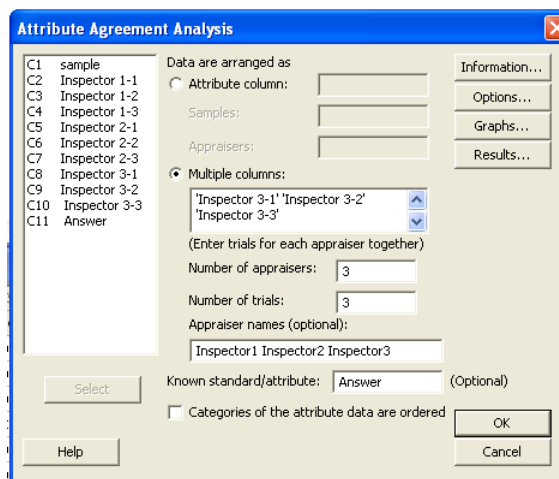 Attribute Agreement Analysis
C1 sample
C2 Inspector 1-1
C3 Inspector 1-2
C4 Inspector 1-3
C5 Inspector 2-1
C6 Inspector 2-2
C7 Inspector 2-3
C8 Inspector 3-1
C9 Inspector 3-2
C10 Inspector 3-3
C11 Answer
Select
Help
Data are arranged as
Attribute column:
Samples:
Appraisers:
Multiple columns:
'Inspector 3-1' 'Inspector 3-2'
'Inspector 3-3'
(Enter trials for each appraiser together)
Number of appraisers: 3
Number of trials: 3
Appraiser names (optional):
Inspector1 Inspector2 Inspector3
Known standard/attribute: Answer (Optional)
Categories of the attribute data are ordered
Information...
Options...
Graphs...
Results...
OK
Cancel